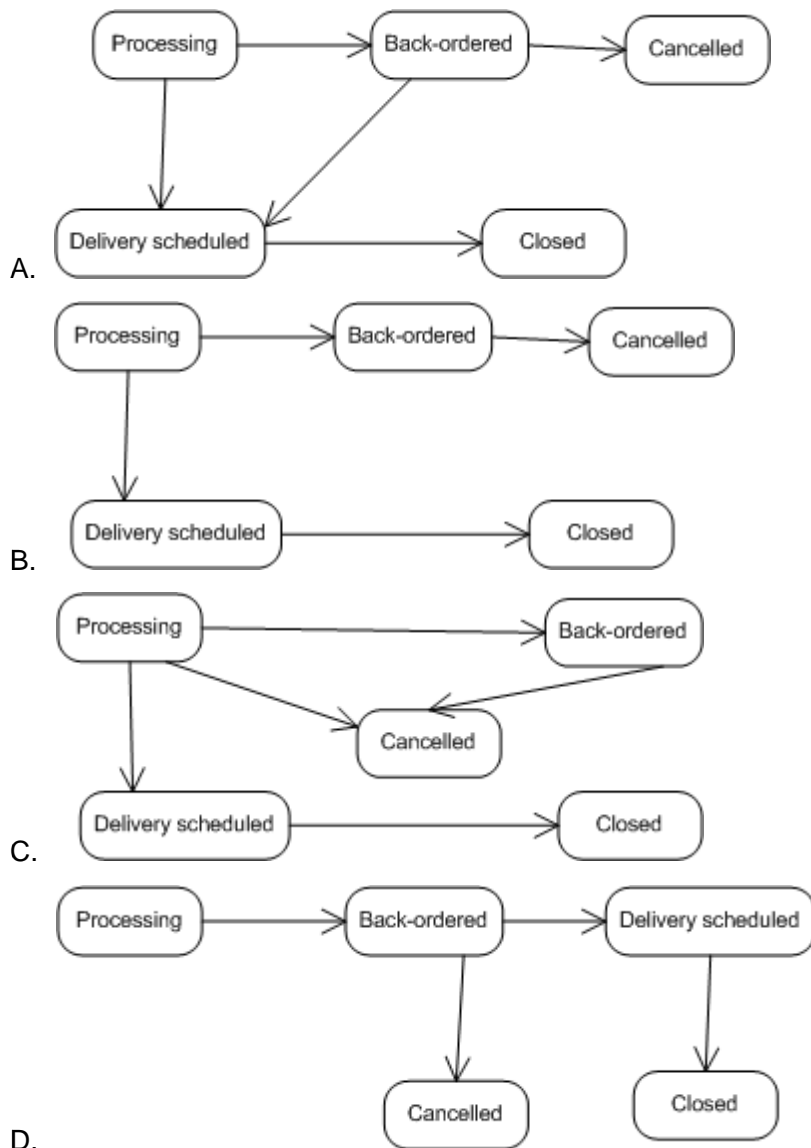 Processing
Back-ordered
Cancelled
Delivery scheduled
Closed
A.
Processing
Back-ordered
Cancelled
Delivery scheduled
Closed
B.
Processing
Back-ordered
Cancelled
Delivery scheduled
Closed
C.
Processing
Back-ordered
Delivery scheduled
Cancelled
Closed
D.